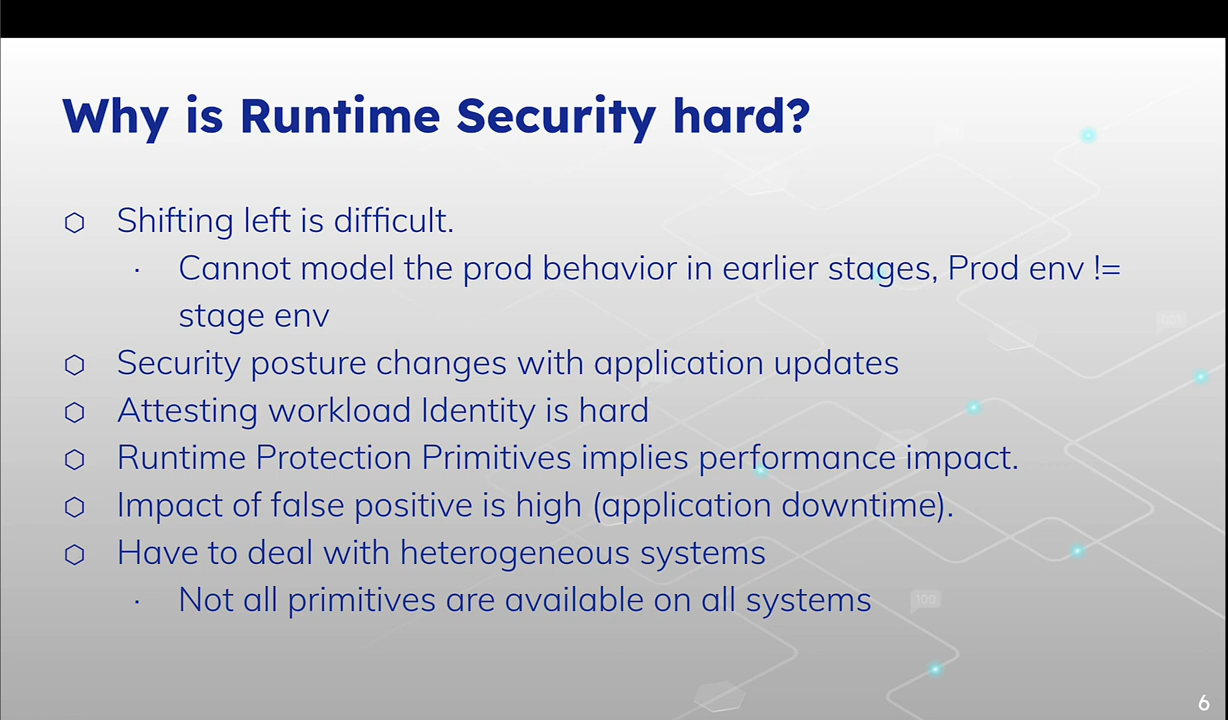 Why is Runtime Security hard?
Shifting left is difficult.
Cannot model the prod behavior in earlier stages, Prod env !=
stage env
Security posture changes with application updates
Attesting workload Identity is hard
Runtime Protection Primitives implies performance impact.
Impact of false positive is high (application downtime).
Have to deal with heterogeneous systems
Not all primitives are available on all systems
100
6